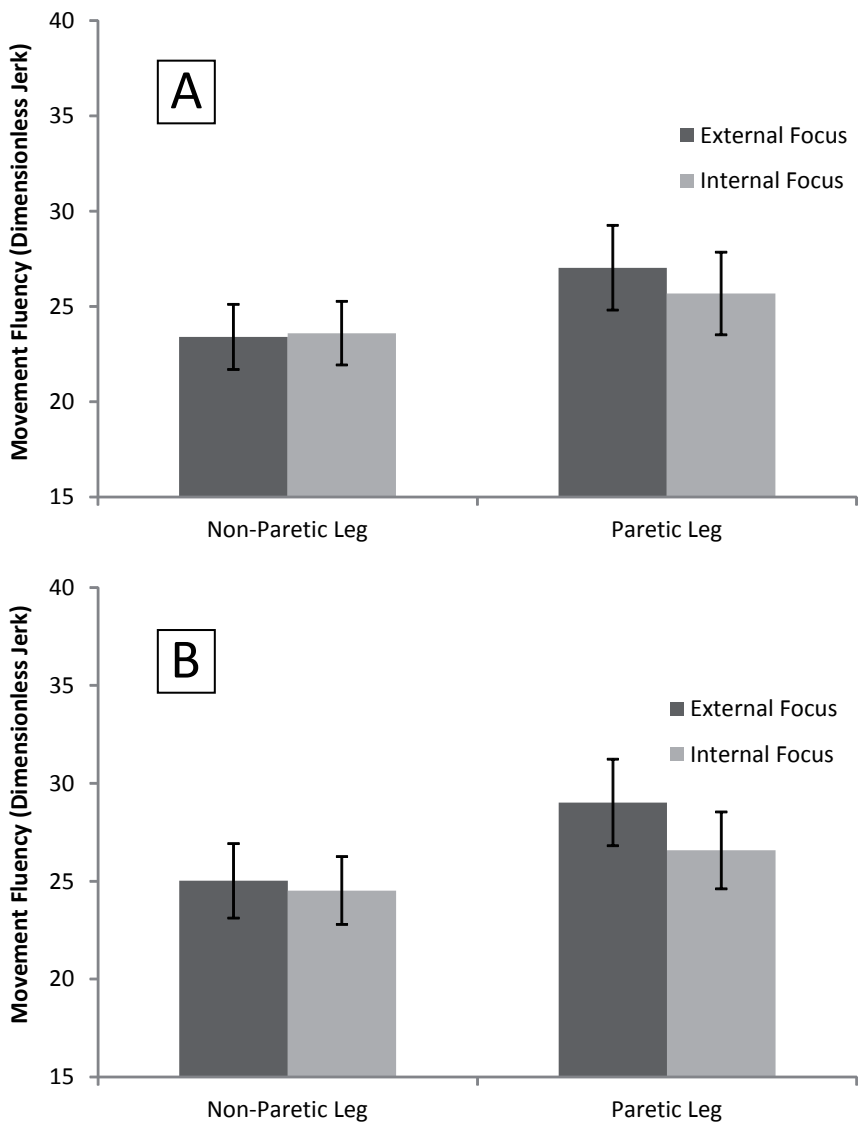 Movement Fluency (Dimensionless Jerk)
40
35
30
25
20
15
A
External Focus
Internal Focus
Non-Paretic Leg
Paretic Leg
Movement Fluency (Dimensionless Jerk)
40
35
30
25
20
15
B
External Focus
Internal Focus
Non-Paretic Leg
Paretic Leg